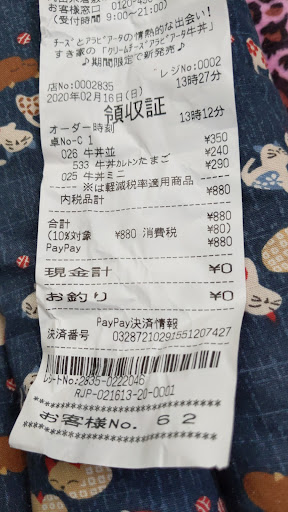 お客様窓口 0120-4
(受付時間 9:00~21:00)
チーズとアラビアータの情熱的な出会い!
すき家の「クリームチーズアラビアータ牛丼」
♪期間限定で新発売♪
レジNo:0002
店No:0002835
2020年02月16日(日) 13時27分
領収証
オーダー時刻 13時12分
卓No-C 1
026 牛丼並 ¥350
533 牛丼カレトンたまご 240
025 牛丼ミニ ¥290
※は軽減税率適用商品
内税品計 ¥880
合計 ¥880
(10%対象 ¥880 消費税 ¥80)
PayPay ¥880
現金計 ¥0
お釣り ¥0
PayPay決済情報
決済番号 03287210291551207427
レシートNo:2835-0222046
RJP-021613-20-0001
お客様No. 62